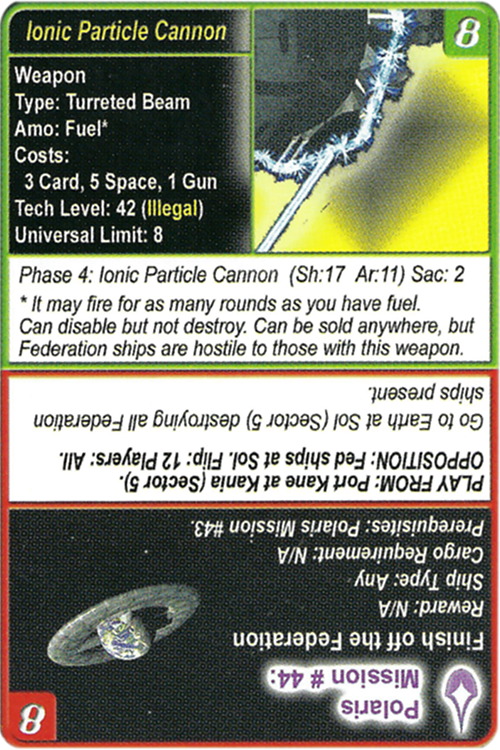 Ionic Particle Cannon
8
Weapon
Type: Turreted Beam
Amo: Fuel*
Costs:
3 Card, 5 Space, 1 Gun
Tech Level: 42 (Illegal)
Universal Limit: 8
Phase 4: Ionic Particle Cannon (Sh:17 Ar:11) Sac: 2
* It may fire for as many rounds as you have fuel.
Can disable but not destroy. Can be sold anywhere, but
Federation ships are hostile to those with this weapon.
Polaris
Mission # 44:
8
Finish off the Federation
Reward: N/A
Ship Type: Any
Cargo Requirement: N/A
Prerequisites: Polaris Mission #43.
PLAY FROM: Port Kane at Kania (Sector 5).
OPPOSITION: Fed ships at Sol. Flip: 12 Players: All.
Go to Earth at Sol (Sector 5) destroying all Federation
ships present.